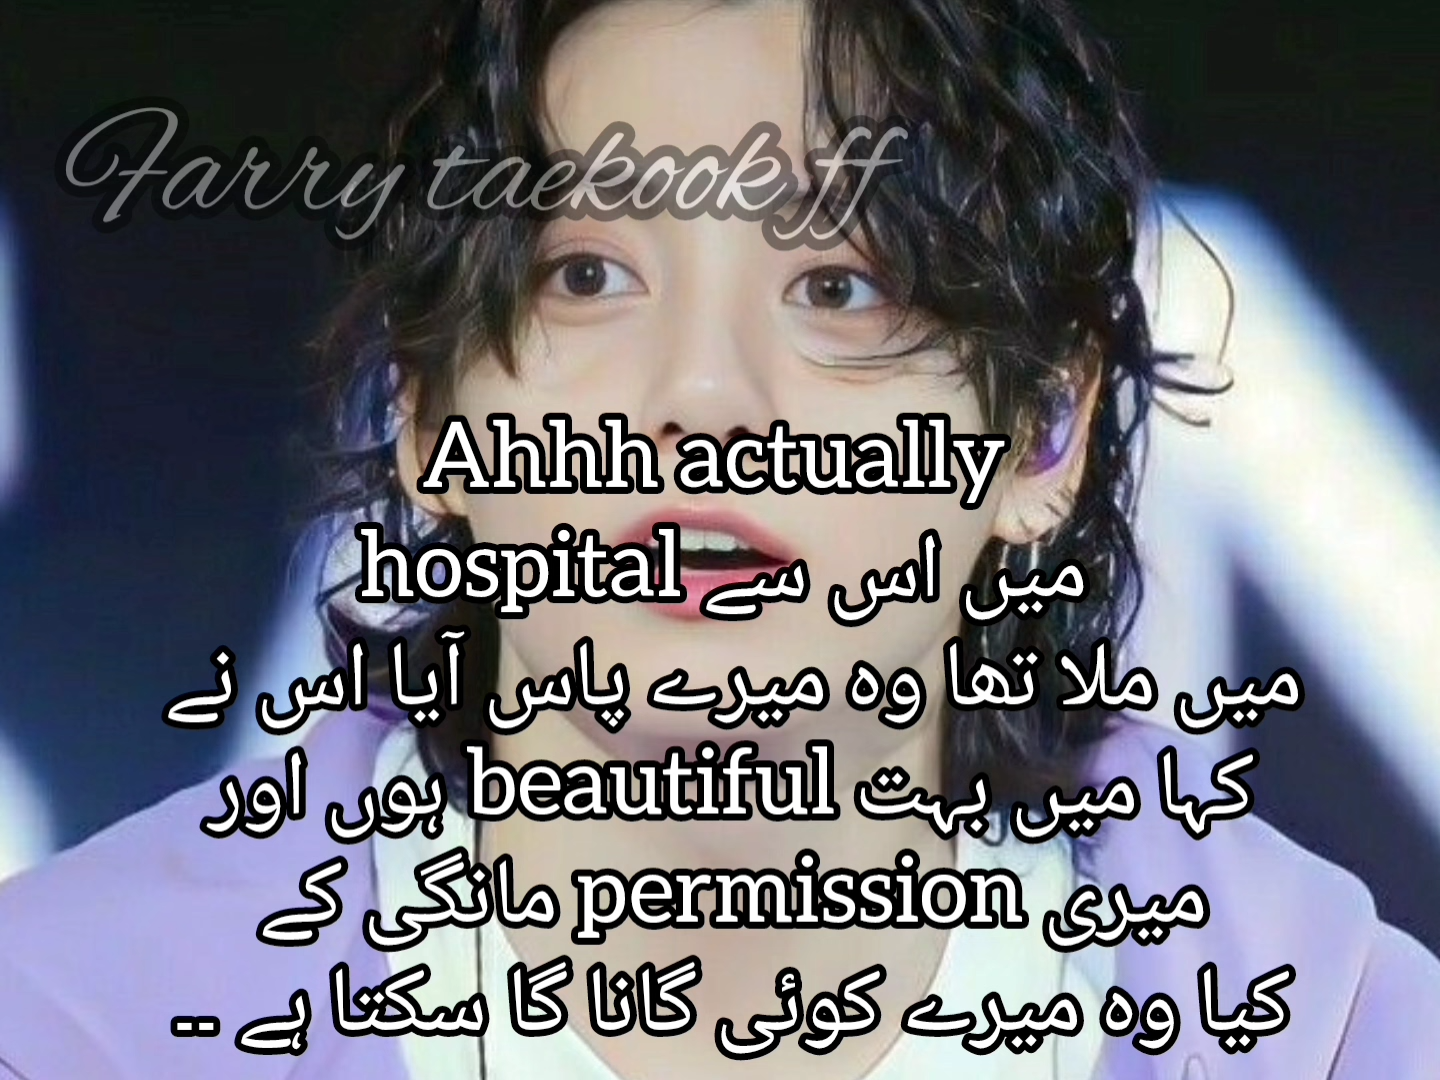 Farry taekook ff
Ahhh actually
میں اس سے hospital
میں ملا تھا وہ میرے پاس آیا اس نے
کہا میں بہت beautiful ہوں اور
میری permission مانگی کے
کیا وہ میرے کوئی گانا گا سکتا ہے --